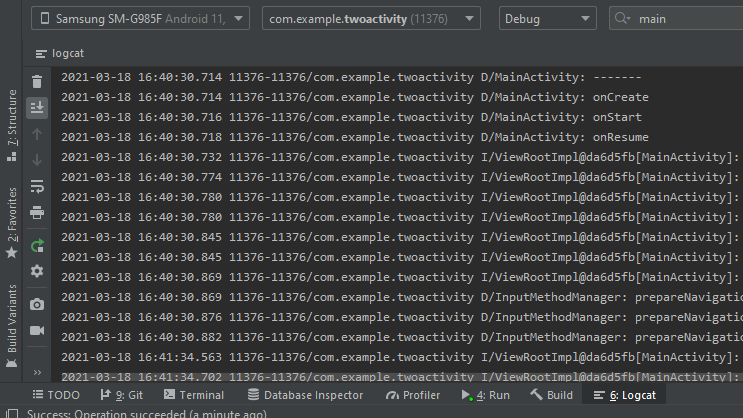 Samsung SM-G985F Android 11, com.example.twoactivity (11376) Debug main
logcat
2021-03-18 16:40:30.714 11376-11376/com.example.twoactivity D/MainActivity: -------
2021-03-18 16:40:30.714 11376-11376/com.example.twoactivity D/MainActivity: onCreate
2021-03-18 16:40:30.716 11376-11376/com.example.twoactivity D/MainActivity: onStart
2021-03-18 16:40:30.718 11376-11376/com.example.twoactivity D/MainActivity: onResume
2021-03-18 16:40:30.732 11376-11376/com.example.twoactivity I/ViewRootImpl@da6d5fb[MainActivity]:
2021-03-18 16:40:30.774 11376-11376/com.example.twoactivity I/ViewRootImpl@da6d5fb[MainActivity]:
2021-03-18 16:40:30.780 11376-11376/com.example.twoactivity I/ViewRootImpl@da6d5fb[MainActivity]:
2021-03-18 16:40:30.780 11376-11376/com.example.twoactivity I/ViewRootImpl@da6d5fb[MainActivity]:
2021-03-18 16:40:30.845 11376-11376/com.example.twoactivity I/ViewRootImpl@da6d5fb[MainActivity]:
2021-03-18 16:40:30.845 11376-11376/com.example.twoactivity I/ViewRootImpl@da6d5fb[MainActivity]:
2021-03-18 16:40:30.869 11376-11376/com.example.twoactivity I/ViewRootImpl@da6d5fb[MainActivity]:
2021-03-18 16:40:30.869 11376-11376/com.example.twoactivity D/InputMethodManager: prepareNavigatio
2021-03-18 16:40:30.876 11376-11376/com.example.twoactivity D/InputMethodManager: prepareNavigatio
2021-03-18 16:40:30.882 11376-11376/com.example.twoactivity D/InputMethodManager: prepareNavigatio
2021-03-18 16:41:34.563 11376-11376/com.example.twoactivity I/ViewRootImpl@da6d5fb[MainActivity]:
2021-03-18 16:41:34.702 11376-11376/com.example.twoactivity I/ViewRootImpl@da6d5fb[MainActivity]:
7: Structure
2: Favorites
Build Variants
TODO 9: Git Terminal Database Inspector Profiler 4: Run Build 6: Logcat
Success: Operation succeeded (a minute ago)